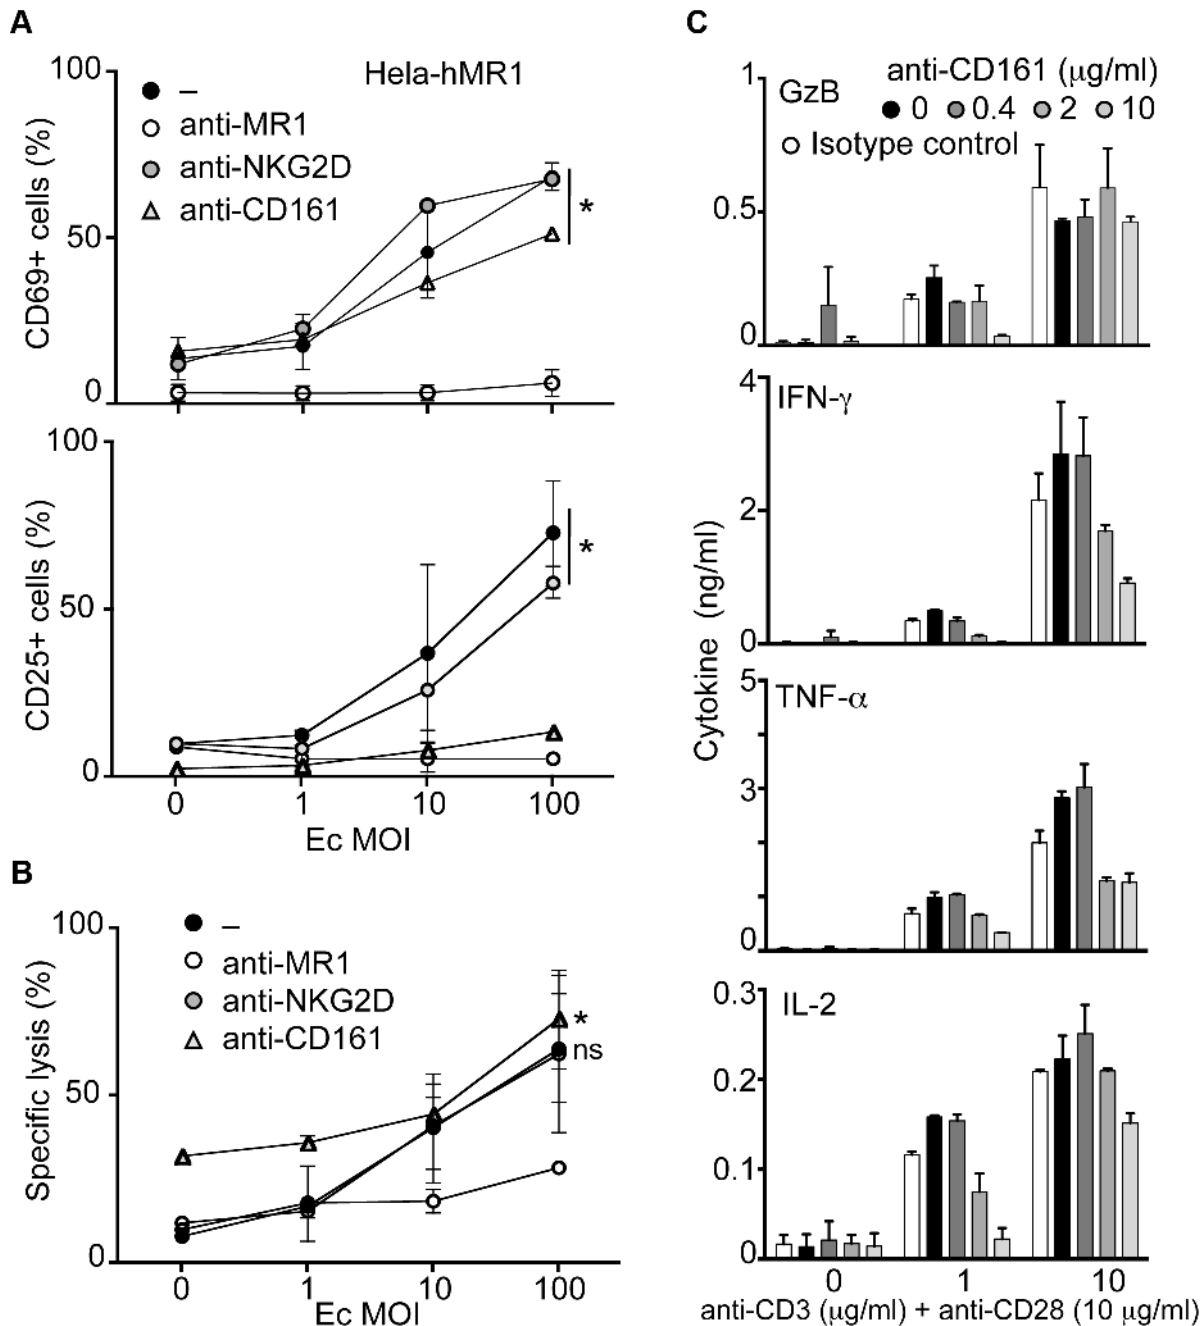 A
Hela-hMR1
–
anti-MR1
anti-NKG2D
anti-CD161
CD69+ cells (%)
100
50
0
*
CD25+ cells (%)
100
50
0
*
0 1 10 100
Ec MOI
B
–
anti-MR1
anti-NKG2D
anti-CD161
Specific lysis (%)
100
50
0
*
ns
0 1 10 100
Ec MOI
C
anti-CD161 (μg/ml)
0 0.4 2 10
Isotype control
Cytokine (ng/ml)
GzB
1
0.5
0
IFN-γ
4
2
0
TNF-α
5
3
0
IL-2
0.3
0.2
0.1
0
0 1 10
anti-CD3 (μg/ml) + anti-CD28 (10 μg/ml)